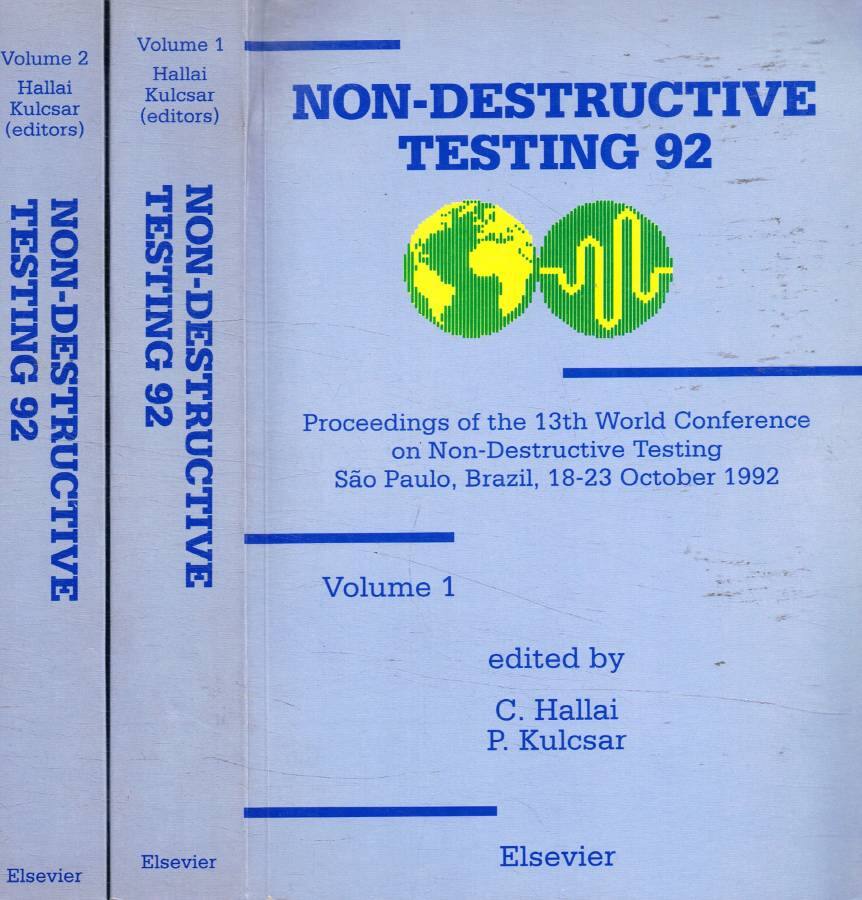 Volume 2
Hallai
Kulcsar
(editors)
NON-DESTRUCTIVE
TESTING 92
Elsevier
Volume 1
Hallai
Kulcsar
(editors)
NON-DESTRUCTIVE
TESTING 92
Elsevier
NON-DESTRUCTIVE
TESTING 92
Proceedings of the 13th World Conference
on Non-Destructive Testing
São Paulo, Brazil, 18-23 October 1992
Volume 1
edited by
C. Hallai
P. Kulcsar
Elsevier